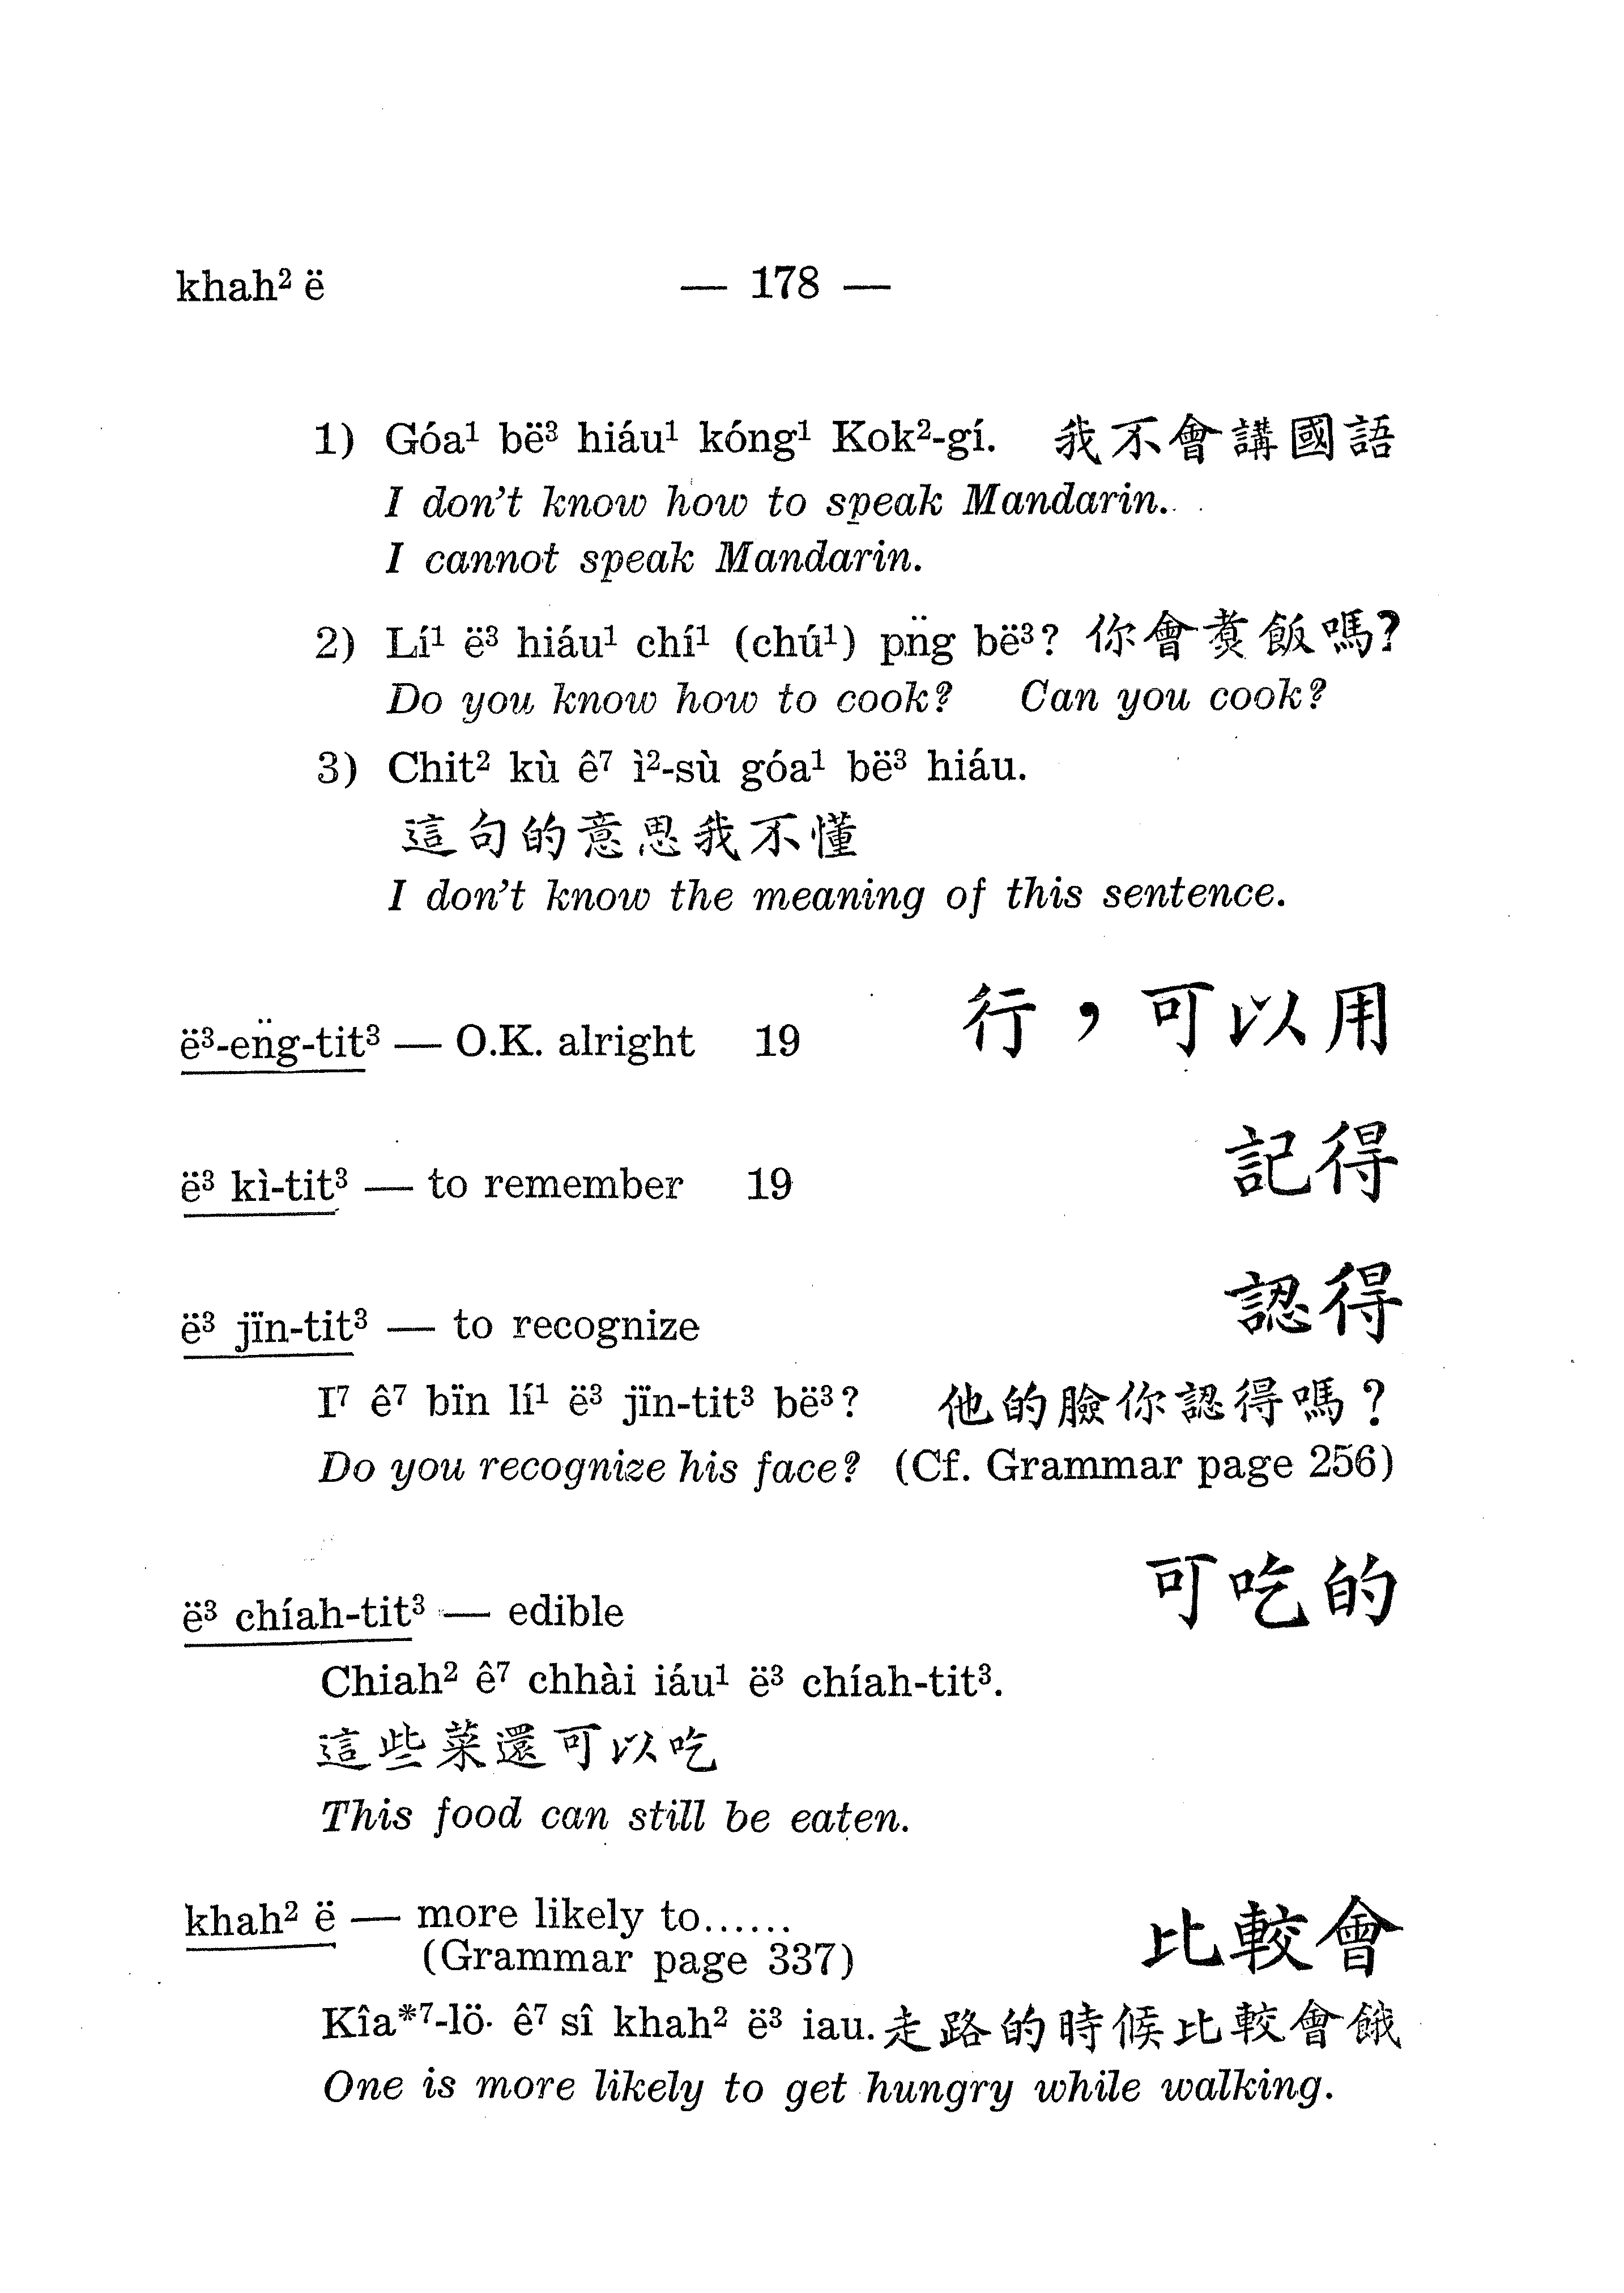 khah² ë — 178 —
1) Góa¹ bë³ hiáu¹ kóng¹ Kok²-gí. 我不會講國語
I don't know how to speak Mandarin.
I cannot speak Mandarin.
2) Lí¹ ë³ hiáu¹ chí¹ (chú¹) pn̈g bë³? 你會煑飯嗎?
Do you know how to cook? Can you cook?
3) Chit² kù ê⁷ ì²-sù góa¹ bë³ hiáu.
這句的意思我不懂
I don't know the meaning of this sentence.
ë³-en̈g-tit³ — O.K. alright 19 行，可以用
ë³ kì-tit³ — to remember 19 記得
ë³ jïn-tit³ — to recognize 認得
I⁷ ê⁷ bïn lí¹ ë³ jïn-tit³ bë³? 他的臉你認得嗎？
Do you recognize his face? (Cf. Grammar page 256)
ë³ chíah-tit³ — edible 可吃的
Chiah² ê⁷ chhài iáu¹ ë³ chíah-tit³.
這些菜還可以吃
This food can still be eaten.
khah² ë — more likely to...... 比較會
(Grammar page 337)
Kîa*⁷-lö· ê⁷ sî khah² ë³ iau. 走路的時候比較會餓
One is more likely to get hungry while walking.